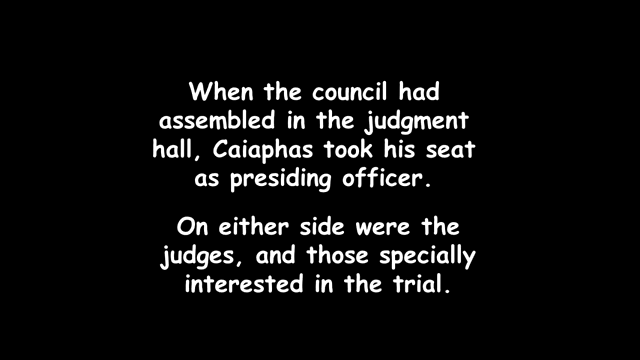 When the council had
assembled in the judgment
hall, Caiaphas took his seat
as presiding officer.
On either side were the
judges, and those specially
interested in the trial.